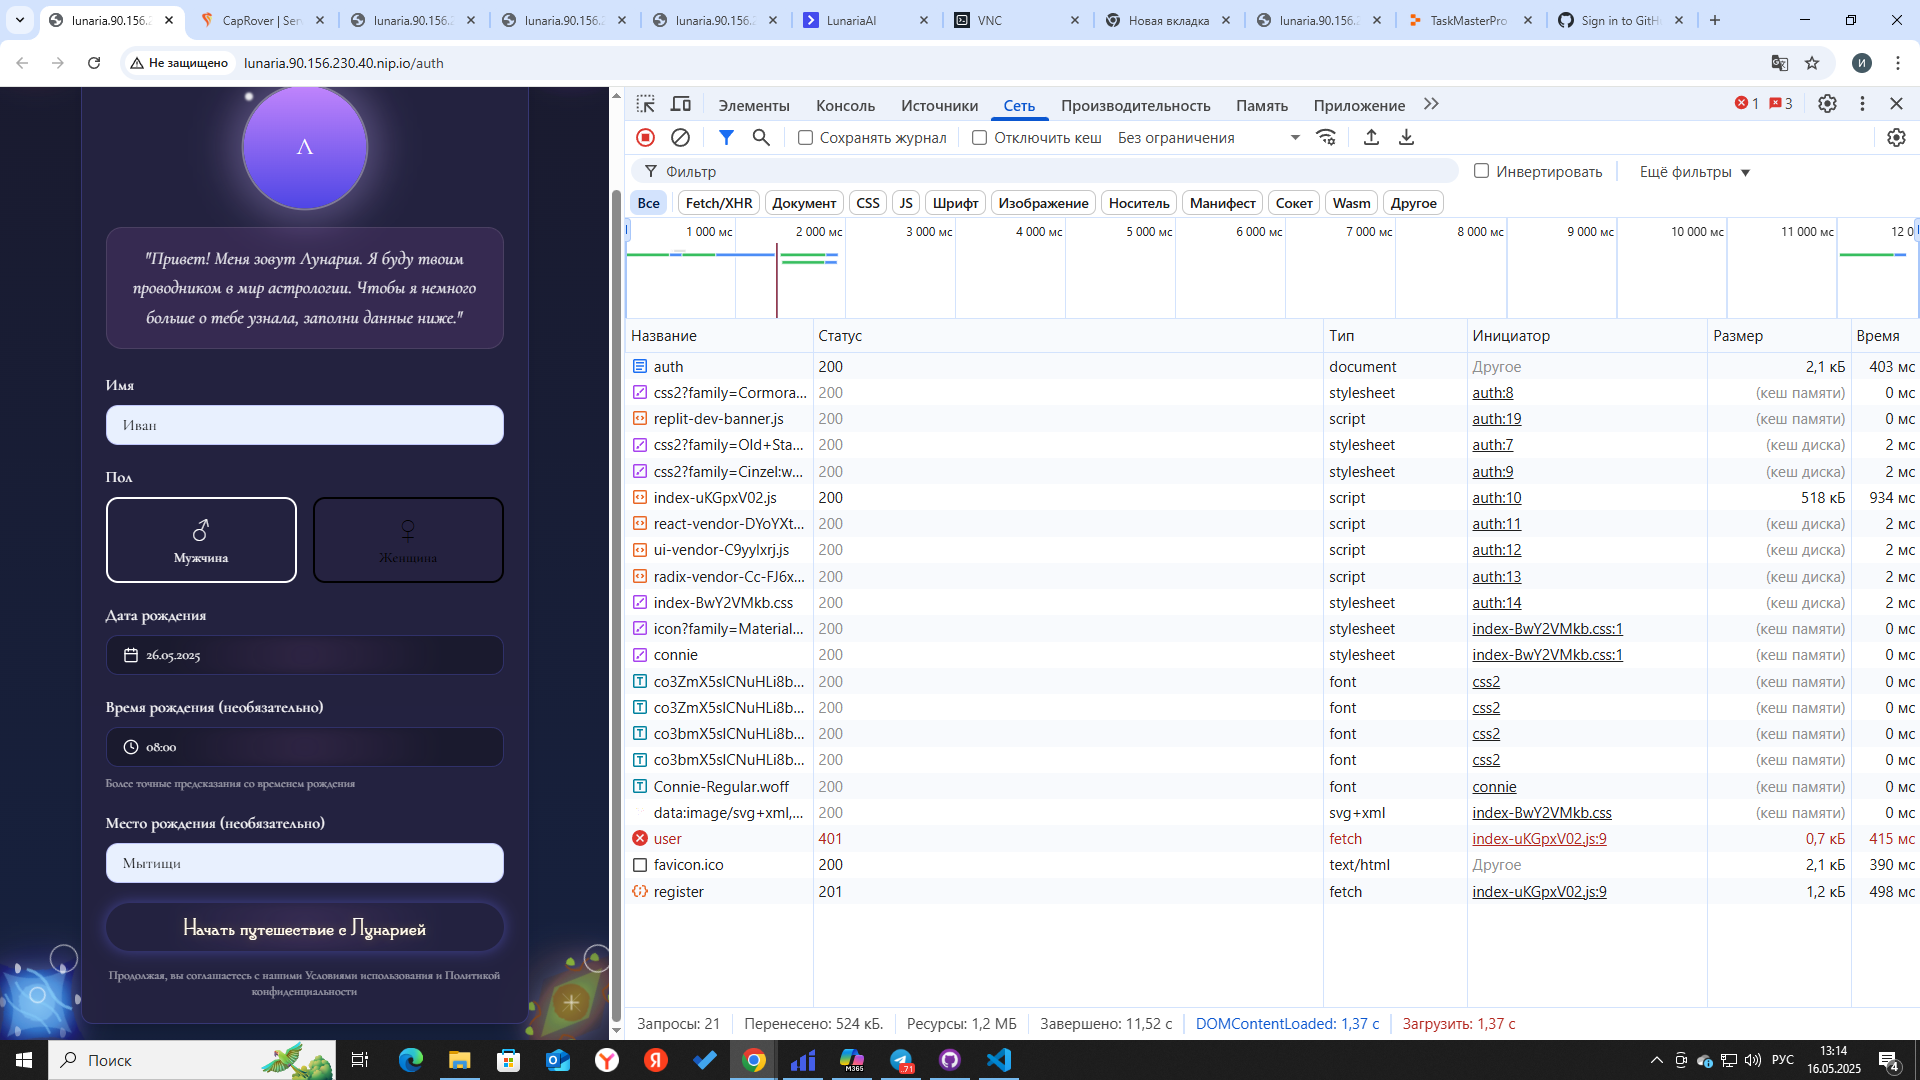 lunaria.90.156.2
CapRover | Ser
lunaria.90.156.2
lunaria.90.156.2
lunaria.90.156.2
LunariaAI
VNC
Новая вкладка
lunaria.90.156.2
TaskMasterPro
Sign in to GitH
Не защищено
lunaria.90.156.230.40.nip.io/auth
И
Λ
"Привет! Меня зовут Лунария. Я буду твоим
проводником в мир астрологии. Чтобы я немного
больше о тебе узнала, заполни данные ниже."
Имя
Иван
Пол
♂
Мужчина
♀
Женщина
Дата рождения
26.05.2025
Время рождения (необязательно)
08:00
Более точные предсказания со временем рождения
Место рождения (необязательно)
Мытищи
Начать путешествие с Лунарией
Продолжая, вы соглашаетесь с нашими Условиями использования и Политикой
конфиденциальности
Элементы Консоль Источники Сеть Производительность Память Приложение 1 3
Сохранять журнал Отключить кеш Без ограничения
Фильтр Инвертировать Ещё фильтры
Все Fetch/XHR Документ CSS JS Шрифт Изображение Носитель Манифест Сокет Wasm Другое
1 000 мс 2 000 мс 3 000 мс 4 000 мс 5 000 мс 6 000 мс 7 000 мс 8 000 мс 9 000 мс 10 000 мс 11 000 мс 12 0
Название Статус Тип Инициатор Размер Время
auth 200 document Другое 2,1 кБ 403 мс
css2?family=Cormora... 200 stylesheet auth:8 (кеш памяти) 0 мс
replit-dev-banner.js 200 script auth:19 (кеш памяти) 0 мс
css2?family=Old+Sta... 200 stylesheet auth:7 (кеш диска) 2 мс
css2?family=Cinzel:w... 200 stylesheet auth:9 (кеш диска) 2 мс
index-uKGpxV02.js 200 script auth:10 518 кБ 934 мс
react-vendor-DYoYXt... 200 script auth:11 (кеш диска) 2 мс
ui-vendor-C9yylxrj.js 200 script auth:12 (кеш диска) 2 мс
radix-vendor-Cc-FJ6x... 200 script auth:13 (кеш диска) 2 мс
index-BwY2VMkb.css 200 stylesheet auth:14 (кеш диска) 2 мс
icon?family=Material... 200 stylesheet index-BwY2VMkb.css:1 (кеш памяти) 0 мс
connie 200 stylesheet index-BwY2VMkb.css:1 (кеш памяти) 0 мс
co3ZmX5slCNuHLi8b... 200 font css2 (кеш памяти) 0 мс
co3ZmX5slCNuHLi8b... 200 font css2 (кеш памяти) 0 мс
co3bmX5slCNuHLi8b... 200 font css2 (кеш памяти) 0 мс
co3bmX5slCNuHLi8b... 200 font css2 (кеш памяти) 0 мс
Connie-Regular.woff 200 font connie (кеш памяти) 0 мс
data:image/svg+xml,... 200 svg+xml index-BwY2VMkb.css (кеш памяти) 0 мс
user 401 fetch index-uKGpxV02.js:9 0,7 кБ 415 мс
favicon.ico 200 text/html Другое 2,1 кБ 390 мс
register 201 fetch index-uKGpxV02.js:9 1,2 кБ 498 мс
Запросы: 21 Перенесено: 524 кБ. Ресурсы: 1,2 МБ Завершено: 11,52 с DOMContentLoaded: 1,37 с Загрузить: 1,37 с
Поиск
M365
71
РУС
13:14
16.05.2025
4